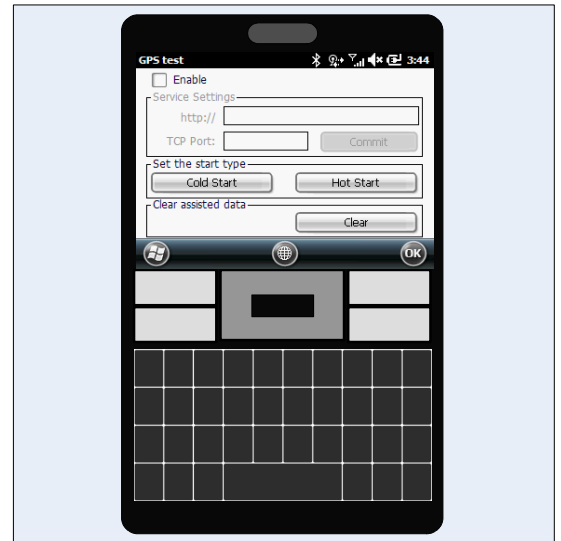 GPS test 3:44
Enable
Service Settings
http://
TCP Port: Commit
Set the start type
Cold Start Hot Start
Clear assisted data
Clear
OK